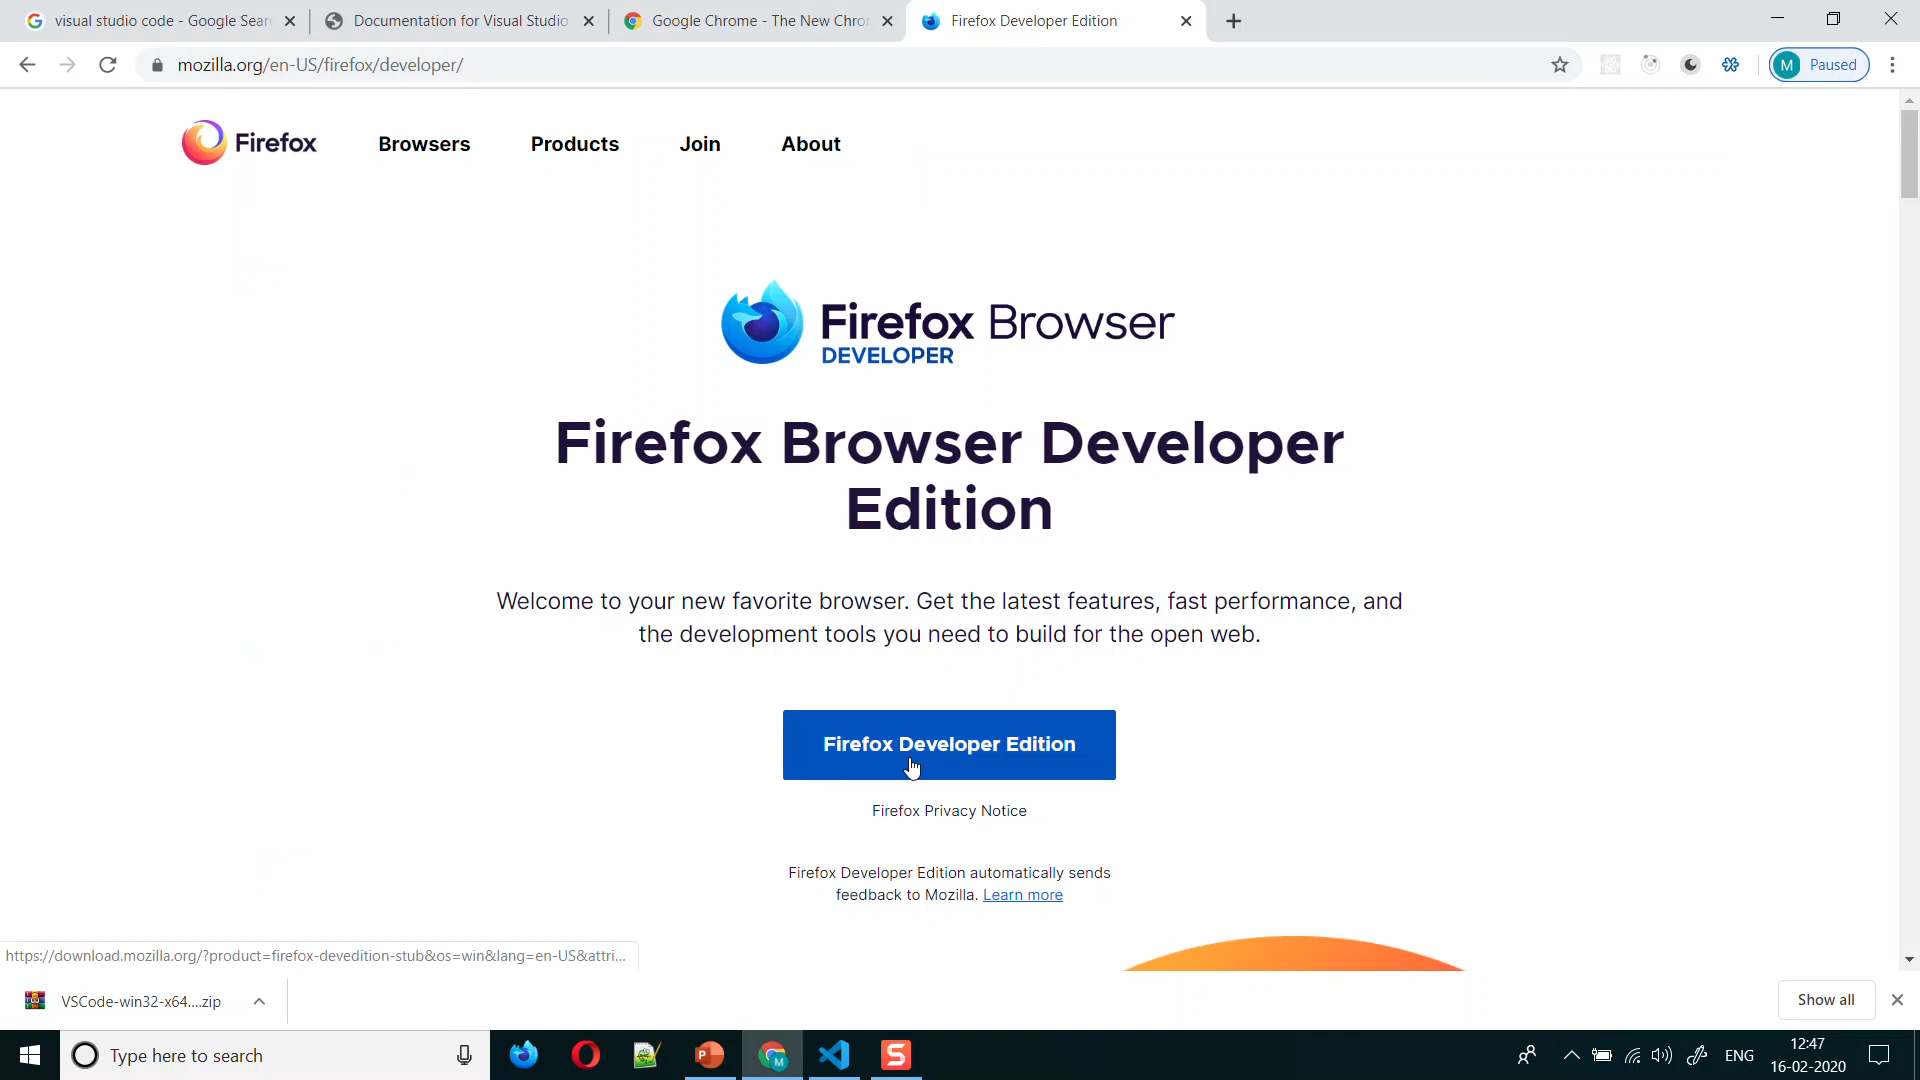 visual studio code - Google Sear
Documentation for Visual Studio
Google Chrome - The New Chro
Firefox Developer Edition
mozilla.org/en-US/firefox/developer/
M Paused
Firefox
Browsers
Products
Join
About
Firefox Browser
DEVELOPER
Firefox Browser Developer
Edition
Welcome to your new favorite browser. Get the latest features, fast performance, and
the development tools you need to build for the open web.
Firefox Developer Edition
Firefox Privacy Notice
Firefox Developer Edition automatically sends
feedback to Mozilla. Learn more
https://download.mozilla.org/?product=firefox-devedition-stub&os=win&lang=en-US&attri...
VSCode-win32-x64....zip
Show all
Type here to search
ENG
12:47
16-02-2020